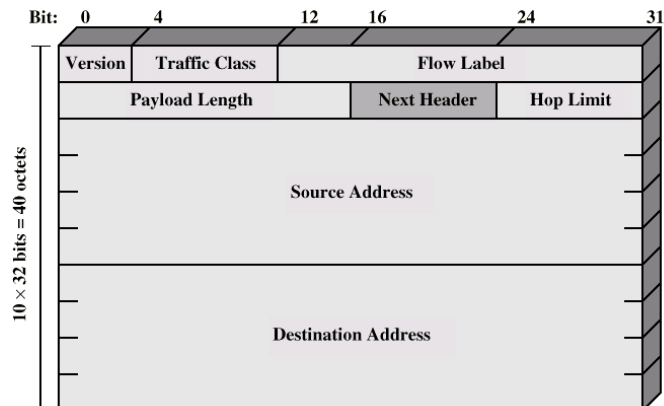 Bit: 0 4 12 16 24 31
Version Traffic Class Flow Label
Payload Length Next Header Hop Limit
Source Address
Destination Address
10 × 32 bits = 40 octets